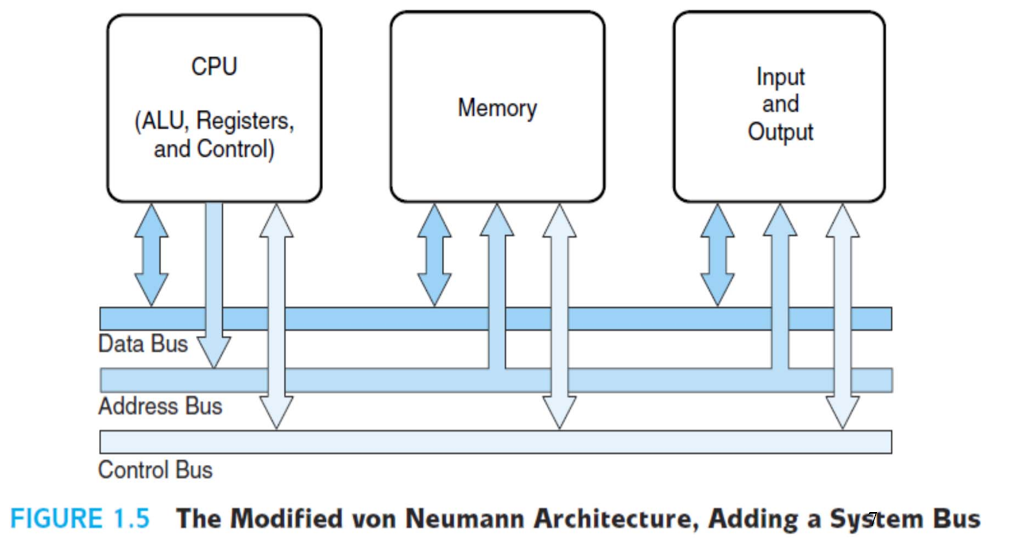 CPU
(ALU, Registers,
and Control)
Memory
Input
and
Output
Data Bus
Address Bus
Control Bus
FIGURE 1.5 The Modified von Neumann Architecture, Adding a System Bus
7